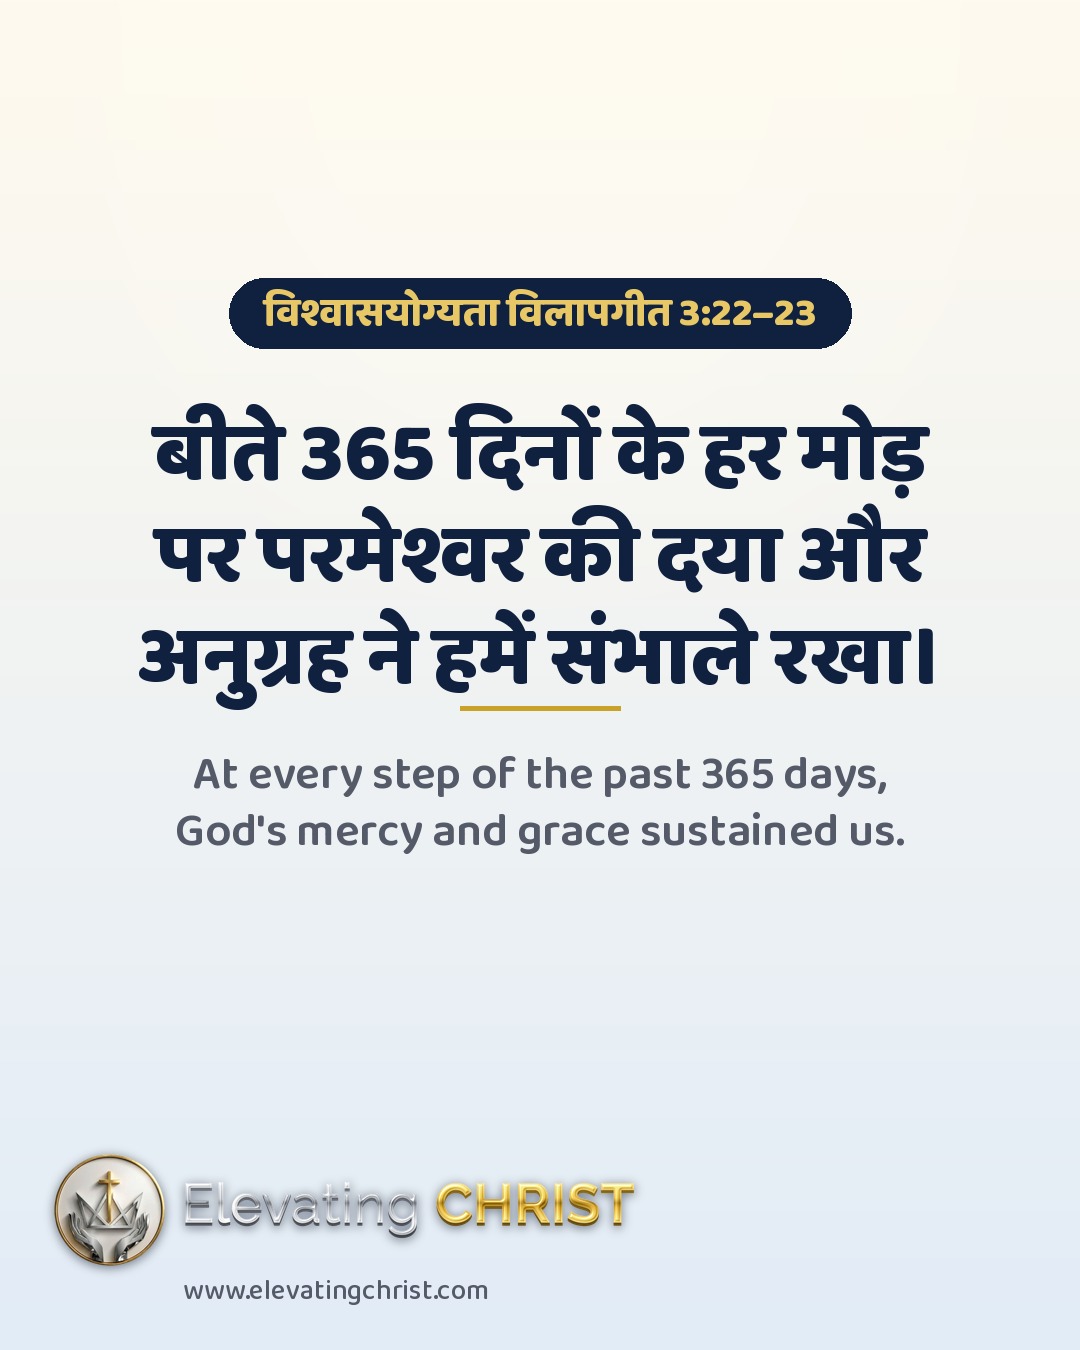 विश्वासयोग्यता विलापगीत 3:22–23
बीते 365 दिनों के हर मोड़
पर परमेश्वर की दया और
अनुग्रह ने हमें संभाले रखा।
At every step of the past 365 days,
God's mercy and grace sustained us.
Elevating CHRIST
www.elevatingchrist.com